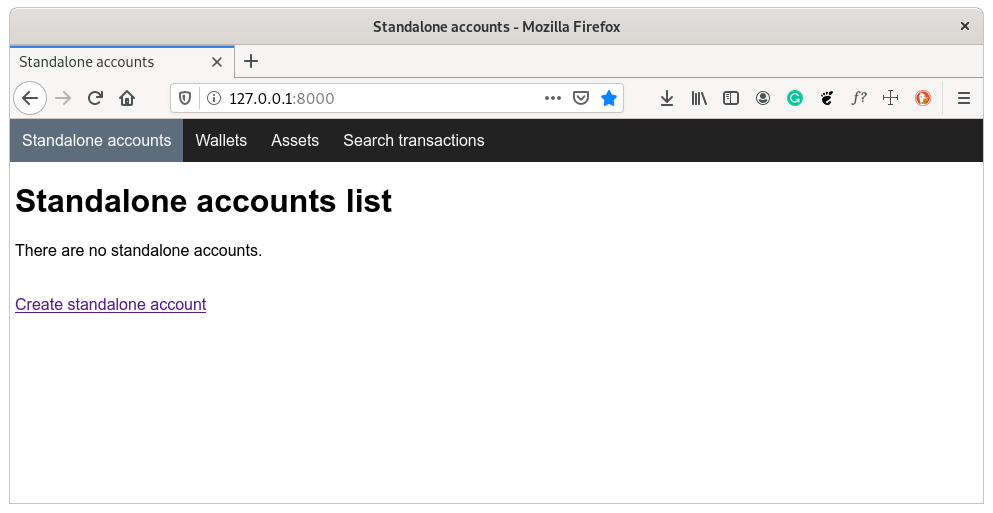 Standalone accounts - Mozilla Firefox
Standalone accounts
127.0.0.1:8000
f?
Standalone accounts Wallets Assets Search transactions
Standalone accounts list
There are no standalone accounts.
Create standalone account